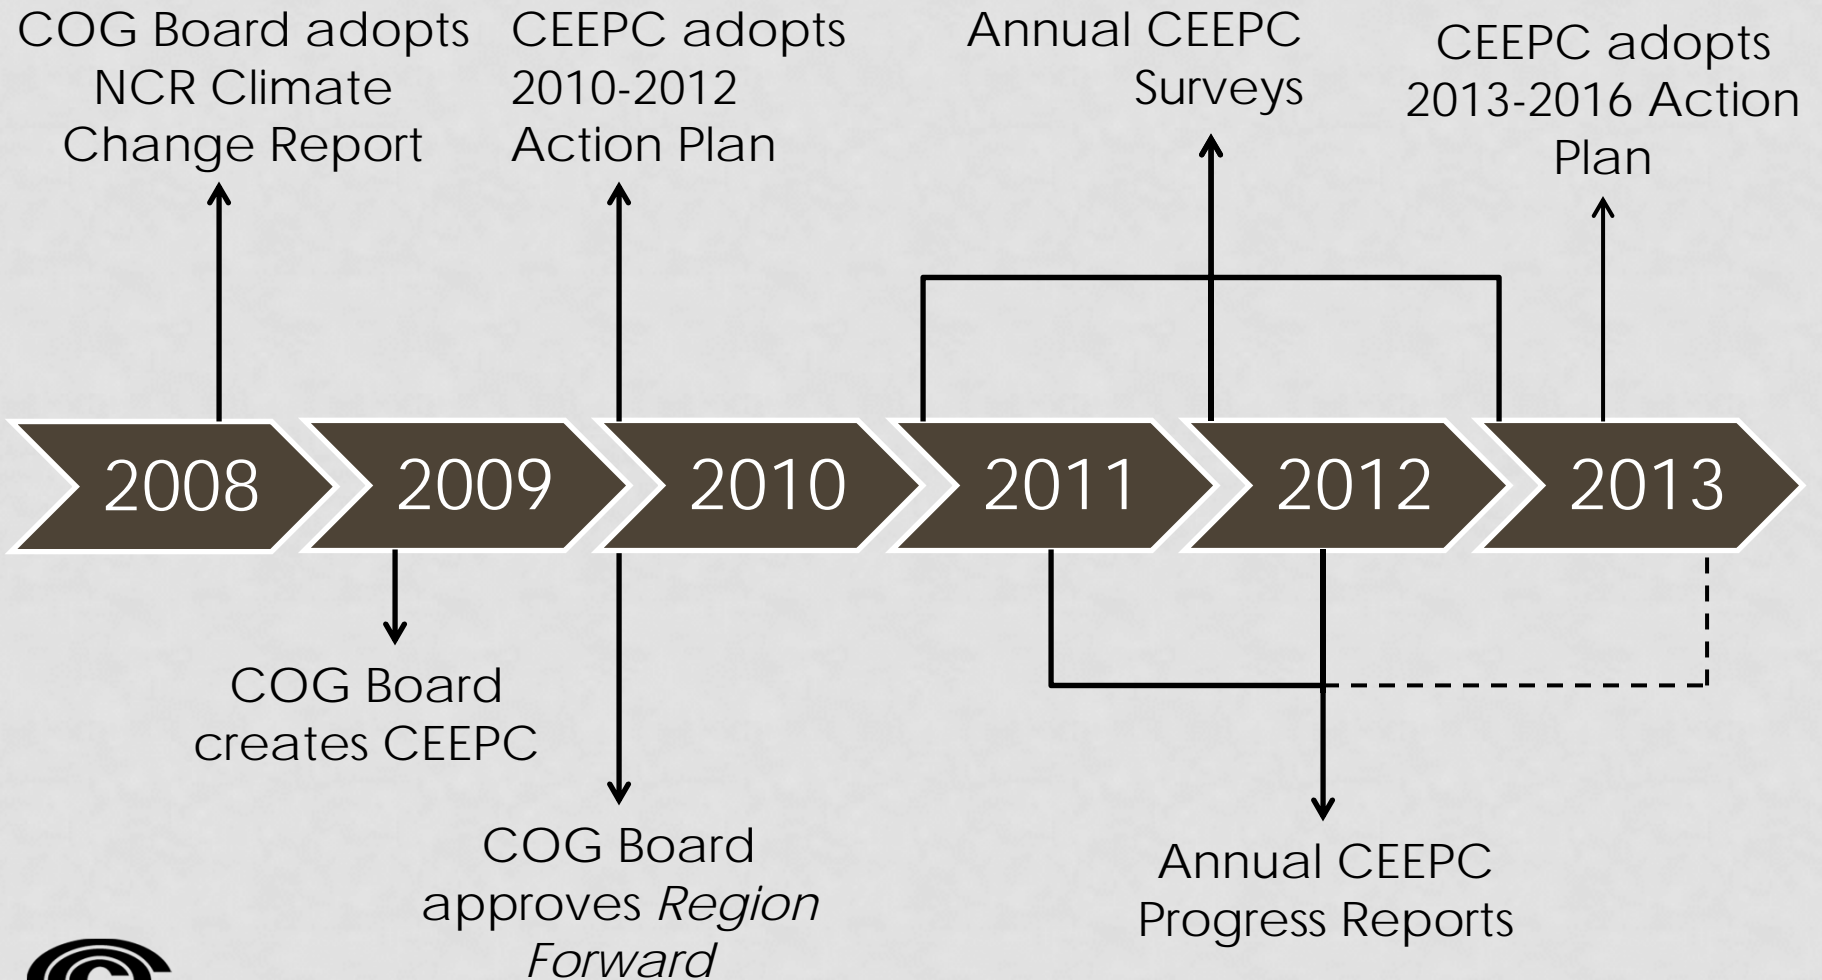 COG Board adopts
NCR Climate
Change Report
CEEPC adopts
2010-2012
Action Plan
Annual CEEPC
Surveys
CEEPC adopts
2013-2016 Action
Plan
2008
2009
2010
2011
2012
2013
COG Board
creates CEEPC
COG Board
approves Region
Forward
Annual CEEPC
Progress Reports